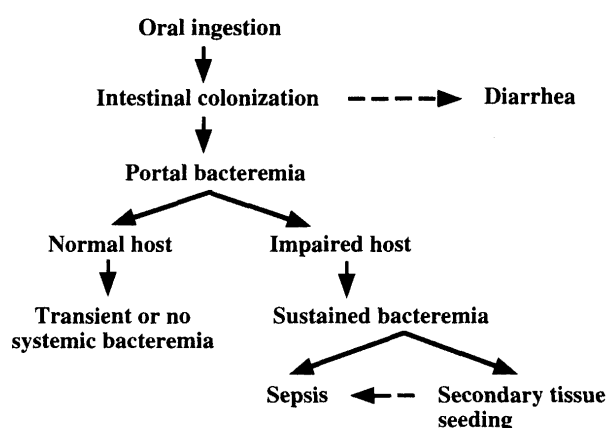 Oral ingestion
Intestinal colonization
Diarrhea
Portal bacteremia
Normal host
Impaired host
Transient or no
systemic bacteremia
Sustained bacteremia
Sepsis
Secondary tissue
seeding